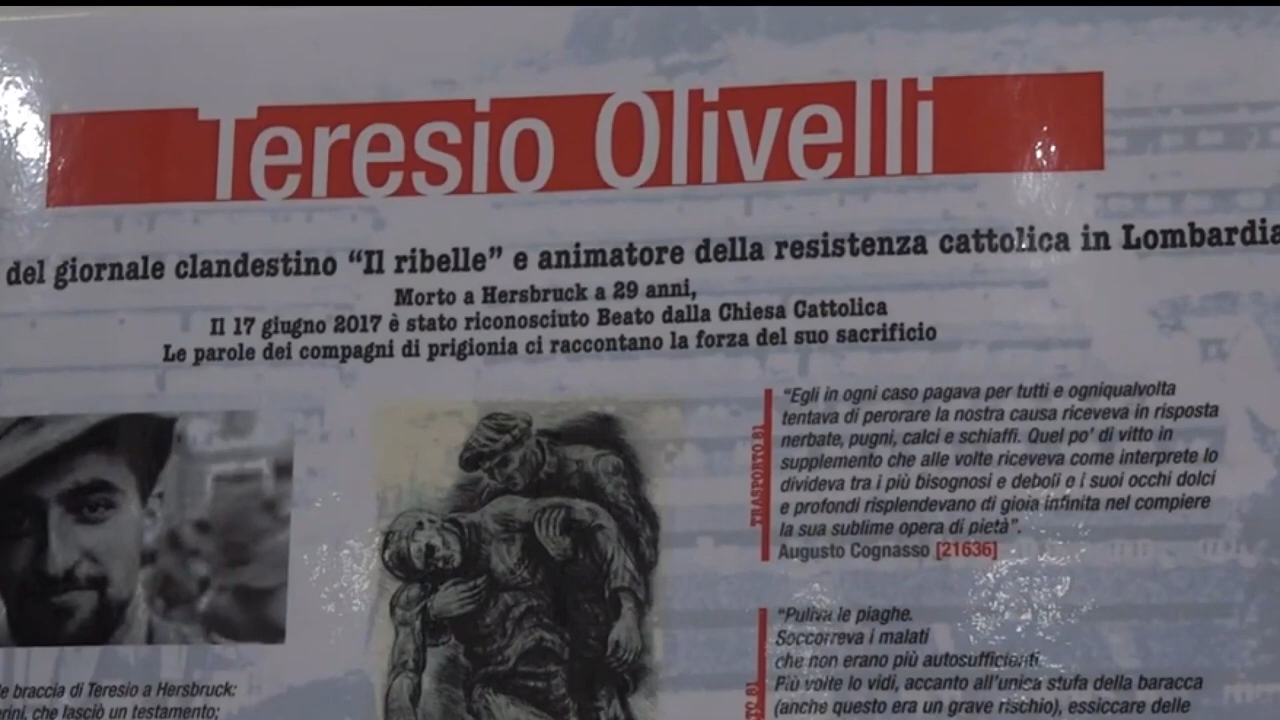 Teresio Olivelli
del giornale clandestino “Il ribelle” e animatore della resistenza cattolica in Lombardia
Morto a Hersbruck a 29 anni,
Il 17 giugno 2017 è stato riconosciuto Beato dalla Chiesa Cattolica
Le parole dei compagni di prigionia ci raccontano la forza del suo sacrificio
TRASPORTO 81
“Egli in ogni caso pagava per tutti e ogniqualvolta
tentava di perorare la nostra causa riceveva in risposta
nerbate, pugni, calci e schiaffi. Quel po’ di vitto in
supplemento che alle volte riceveva come interprete lo
divideva tra i più bisognosi e deboli e i suoi occhi dolci
e profondi risplendevano di gioia infinita nel compiere
la sua sublime opera di pietà”.
Augusto Cognasso [21636]
“Puliva le piaghe.
Soccorreva i malati
che non erano più autosufficienti.
Più volte lo vidi, accanto all’unica stufa della baracca
(anche questo era un grave rischio), essiccare delle
le braccia di Teresio a Hersbruck:
che lasciò un testamento;